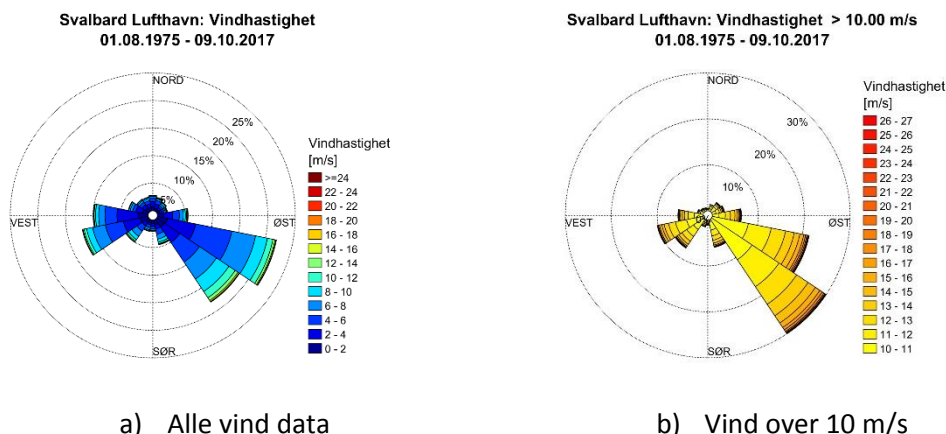 Svalbard Lufthavn: Vindhastighet
01.08.1975 - 09.10.2017
NORD
25%
20%
15%
10%
5%
VEST
ØST
SØR
Vindhastighet
[m/s]
>=24
22 - 24
20 - 22
18 - 20
16 - 18
14 - 16
12 - 14
10 - 12
8 - 10
6 - 8
4 - 6
2 - 4
0 - 2
a) Alle vind data
Svalbard Lufthavn: Vindhastighet > 10.00 m/s
01.08.1975 - 09.10.2017
NORD
30%
20%
10%
VEST
ØST
SØR
Vindhastighet
[m/s]
26 - 27
25 - 26
24 - 25
23 - 24
22 - 23
21 - 22
20 - 21
19 - 20
18 - 19
17 - 18
16 - 17
15 - 16
14 - 15
13 - 14
12 - 13
11 - 12
10 - 11
b) Vind over 10 m/s